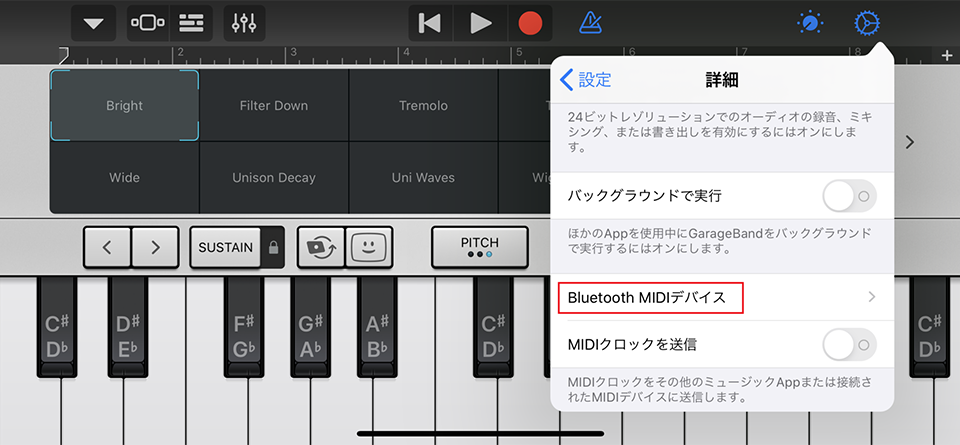 2 3 4 5 6 7 8
+
設定 詳細
24ビットレゾリューションでのオーディオの録音、ミキ
シング、または書き出しを有効にするにはオンにしま
す。
Bright Filter Down Tremolo T
Wide Unison Decay Uni Waves Wig
バックグラウンドで実行
ほかのAppを使用中にGarageBandをバックグラウンド
で実行するにはオンにします。
SUSTAIN PITCH
Bluetooth MIDIデバイス
MIDIクロックを送信
MIDIクロックをその他のミュージックAppまたは接続さ
れたMIDIデバイスに送信します。
C♯ D♯ F♯ G♯ A♯ C♯ C♯
D♭ E♭ G♭ A♭ B♭ D♭ D♭